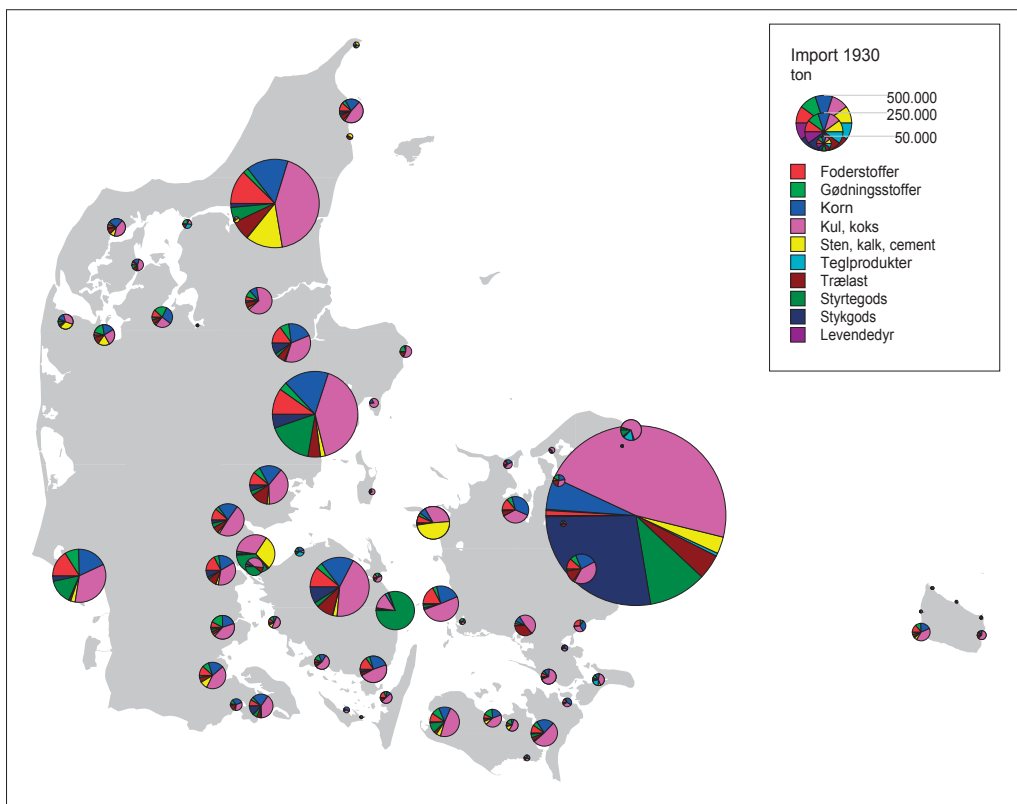 Import 1930
ton
500.000
250.000
50.000
Foderstoffer
Gødningsstoffer
Korn
Kul, koks
Sten, kalk, cement
Teglprodukter
Trælast
Styrtegods
Stykgods
Levendedyr